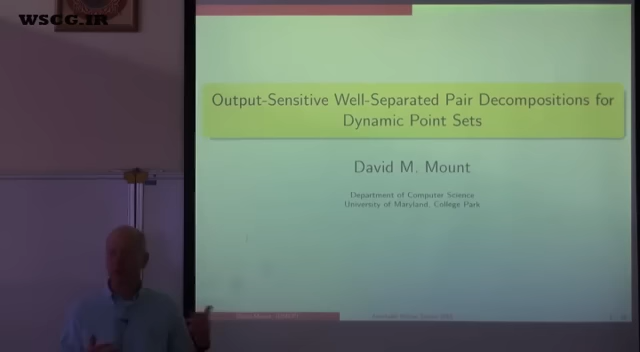 WSCG.IR
Output-Sensitive Well-Separated Pair Decompositions for
Dynamic Point Sets
David M. Mount
Department of Computer Science
University of Maryland, College Park